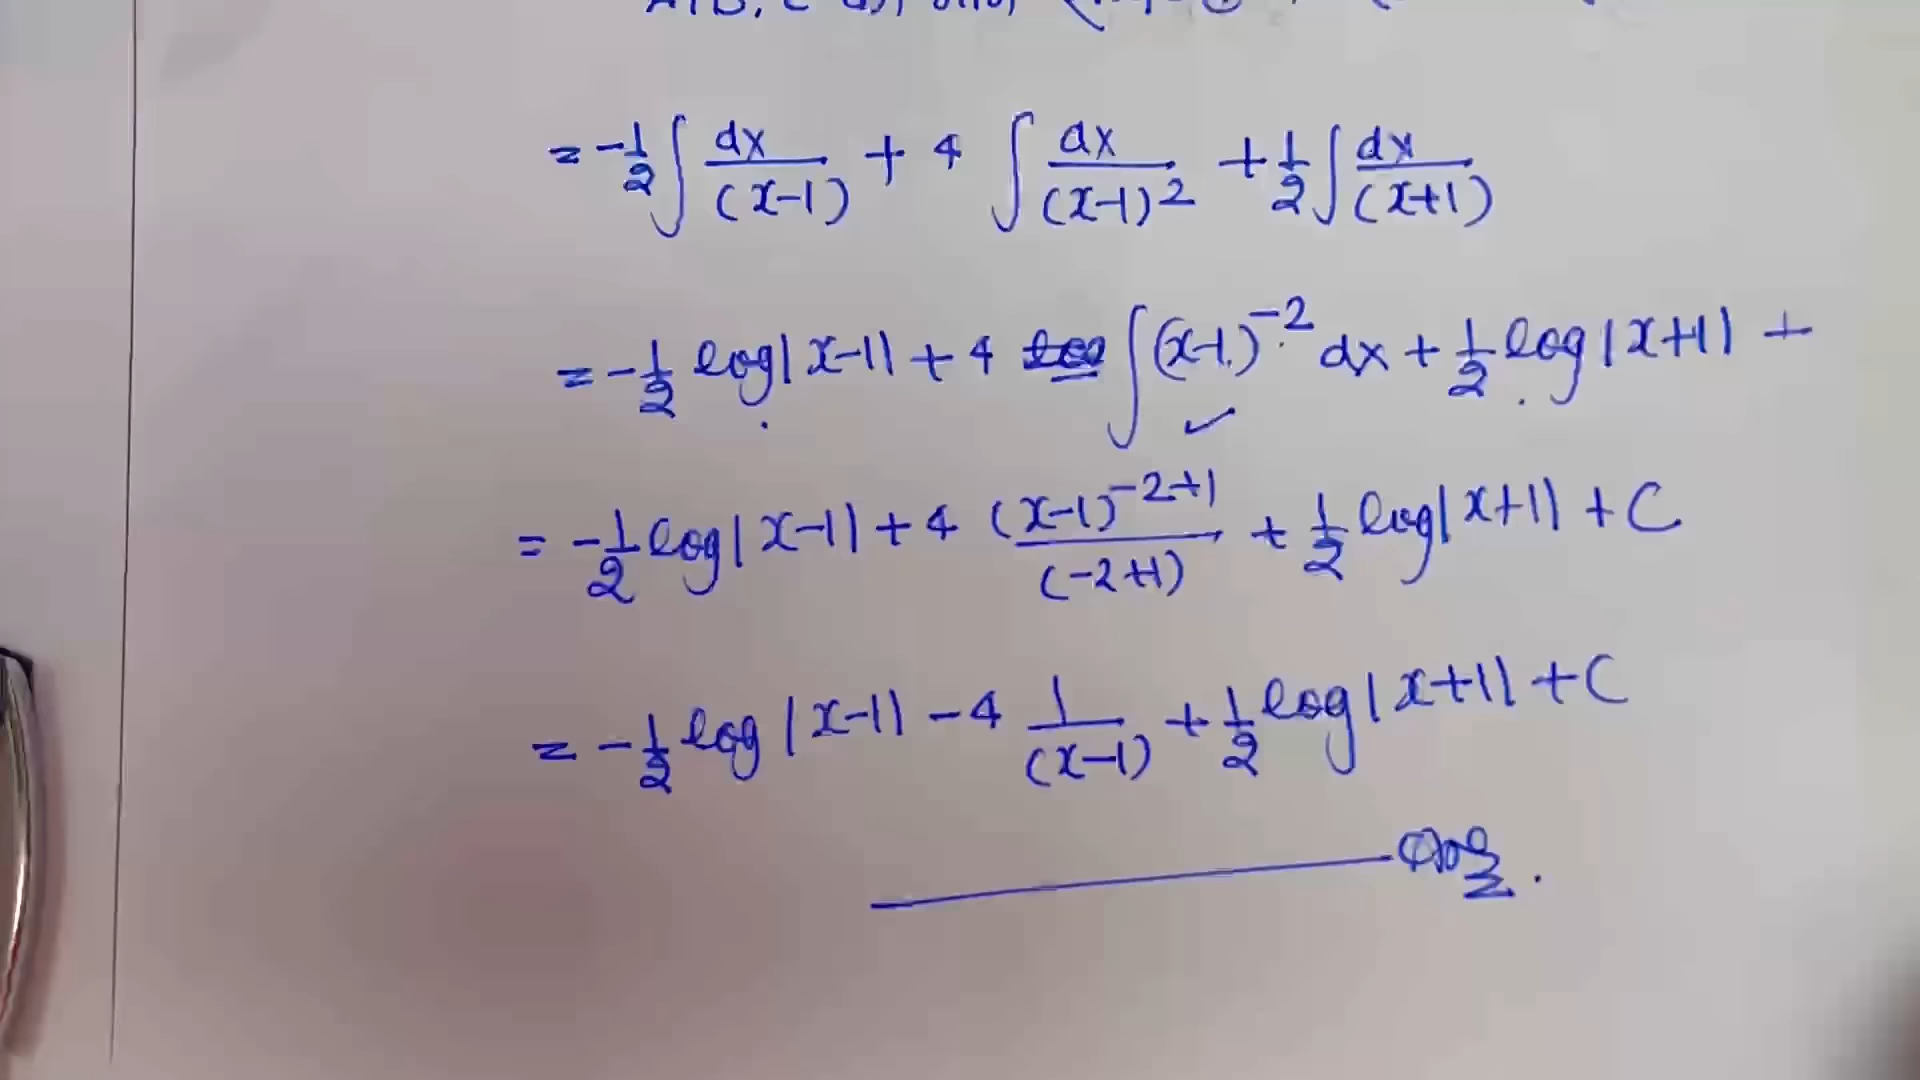 = -1/2 ∫ dx/(x-1) + 4 ∫ dx/(x-1)^2 + 1/2 ∫ dx/(x+1)
= -1/2 log|x-1| + 4 ∫ (x-1)^-2 dx + 1/2 log|x+1| +
= -1/2 log|x-1| + 4 (x-1)^-2+1/(-2+1) + 1/2 log|x+1| + C
= -1/2 log|x-1| - 4 1/(x-1) + 1/2 log|x+1| + C
Ans.